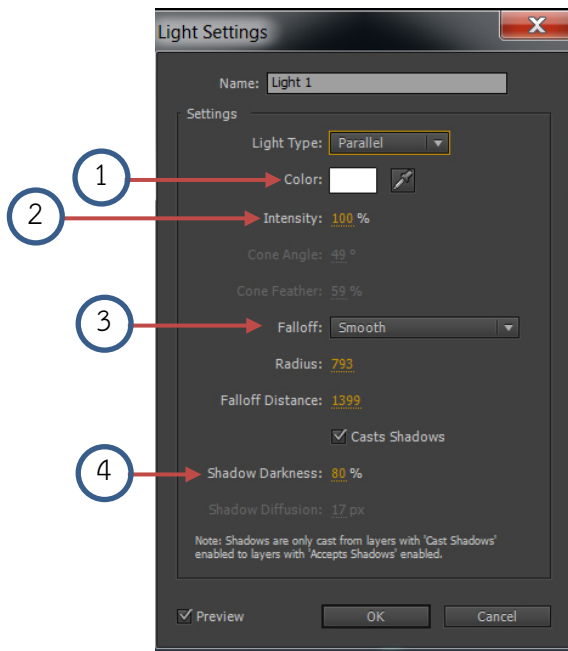 Light Settings
X
Name: Light 1
Settings
Light Type: Parallel
1
Color:
2
Intensity: 100 %
Cone Angle: 49 °
Cone Feather: 59 %
3
Falloff: Smooth
Radius: 793
Falloff Distance: 1399
Casts Shadows
4
Shadow Darkness: 80 %
Shadow Diffusion: 17 px
Note: Shadows are only cast from layers with 'Cast Shadows'
enabled to layers with 'Accepts Shadows' enabled.
Preview OK Cancel